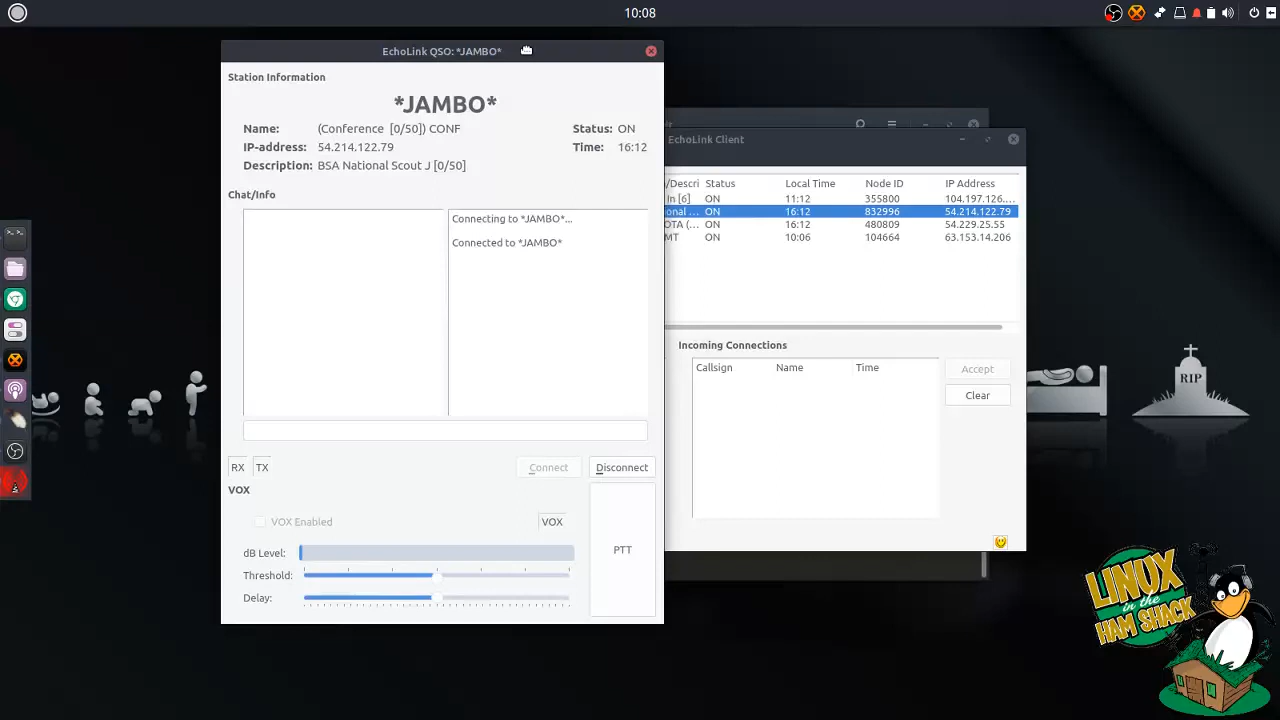 10:08
EchoLink QSO: *JAMBO*
Station Information
*JAMBO*
Name: (Conference [0/50]) CONF Status: ON
IP-address: 54.214.122.79 Time: 16:12
Description: BSA National Scout J [0/50]
Chat/Info
Connecting to *JAMBO*...
Connected to *JAMBO*
RX TX Connect Disconnect
VOX
VOX Enabled VOX
PTT
dB Level:
Threshold:
Delay:
EchoLink Client
/Descri Status Local Time Node ID IP Address
In [6] ON 11:12 355800 104.197.126....
onal ... ON 16:12 832996 54.214.122.79
OTA (... ON 16:12 480809 54.229.25.55
MT ON 10:06 104664 63.153.14.206
Incoming Connections
Callsign Name Time
Accept
Clear
RIP
LINUX
in the
HAM SHACK